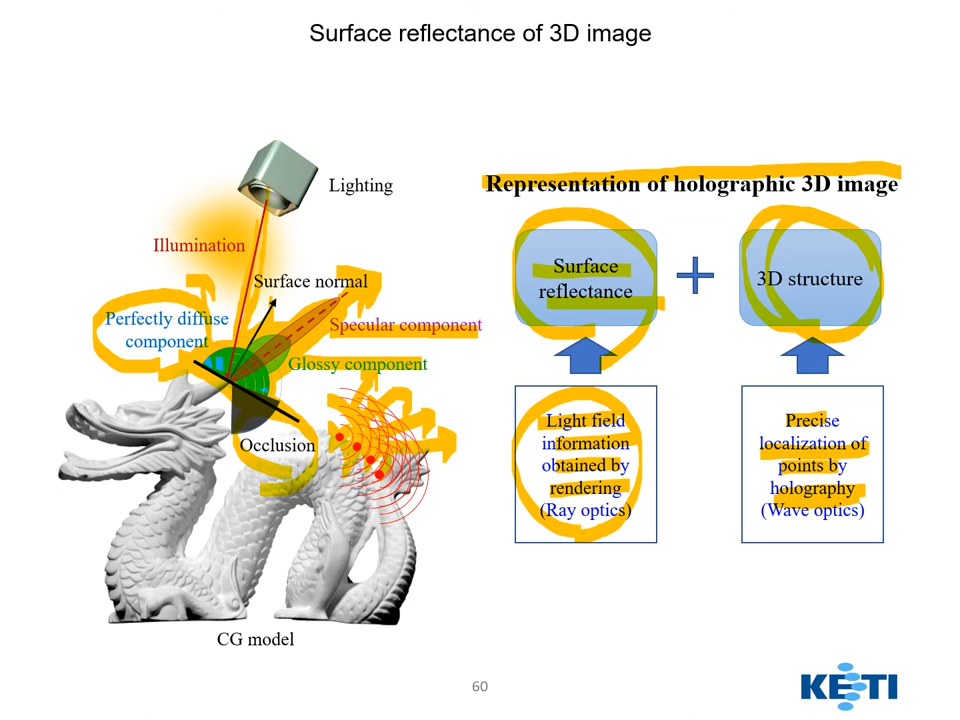 Surface reflectance of 3D image
Lighting
Illumination
Surface normal
Perfectly diffuse
component
Specular component
Glossy component
Occlusion
CG model
Representation of holographic 3D image
Surface
reflectance
+
3D structure
Light field
information
obtained by
rendering
(Ray optics)
Precise
localization of
points by
holography
(Wave optics)
60
KETI